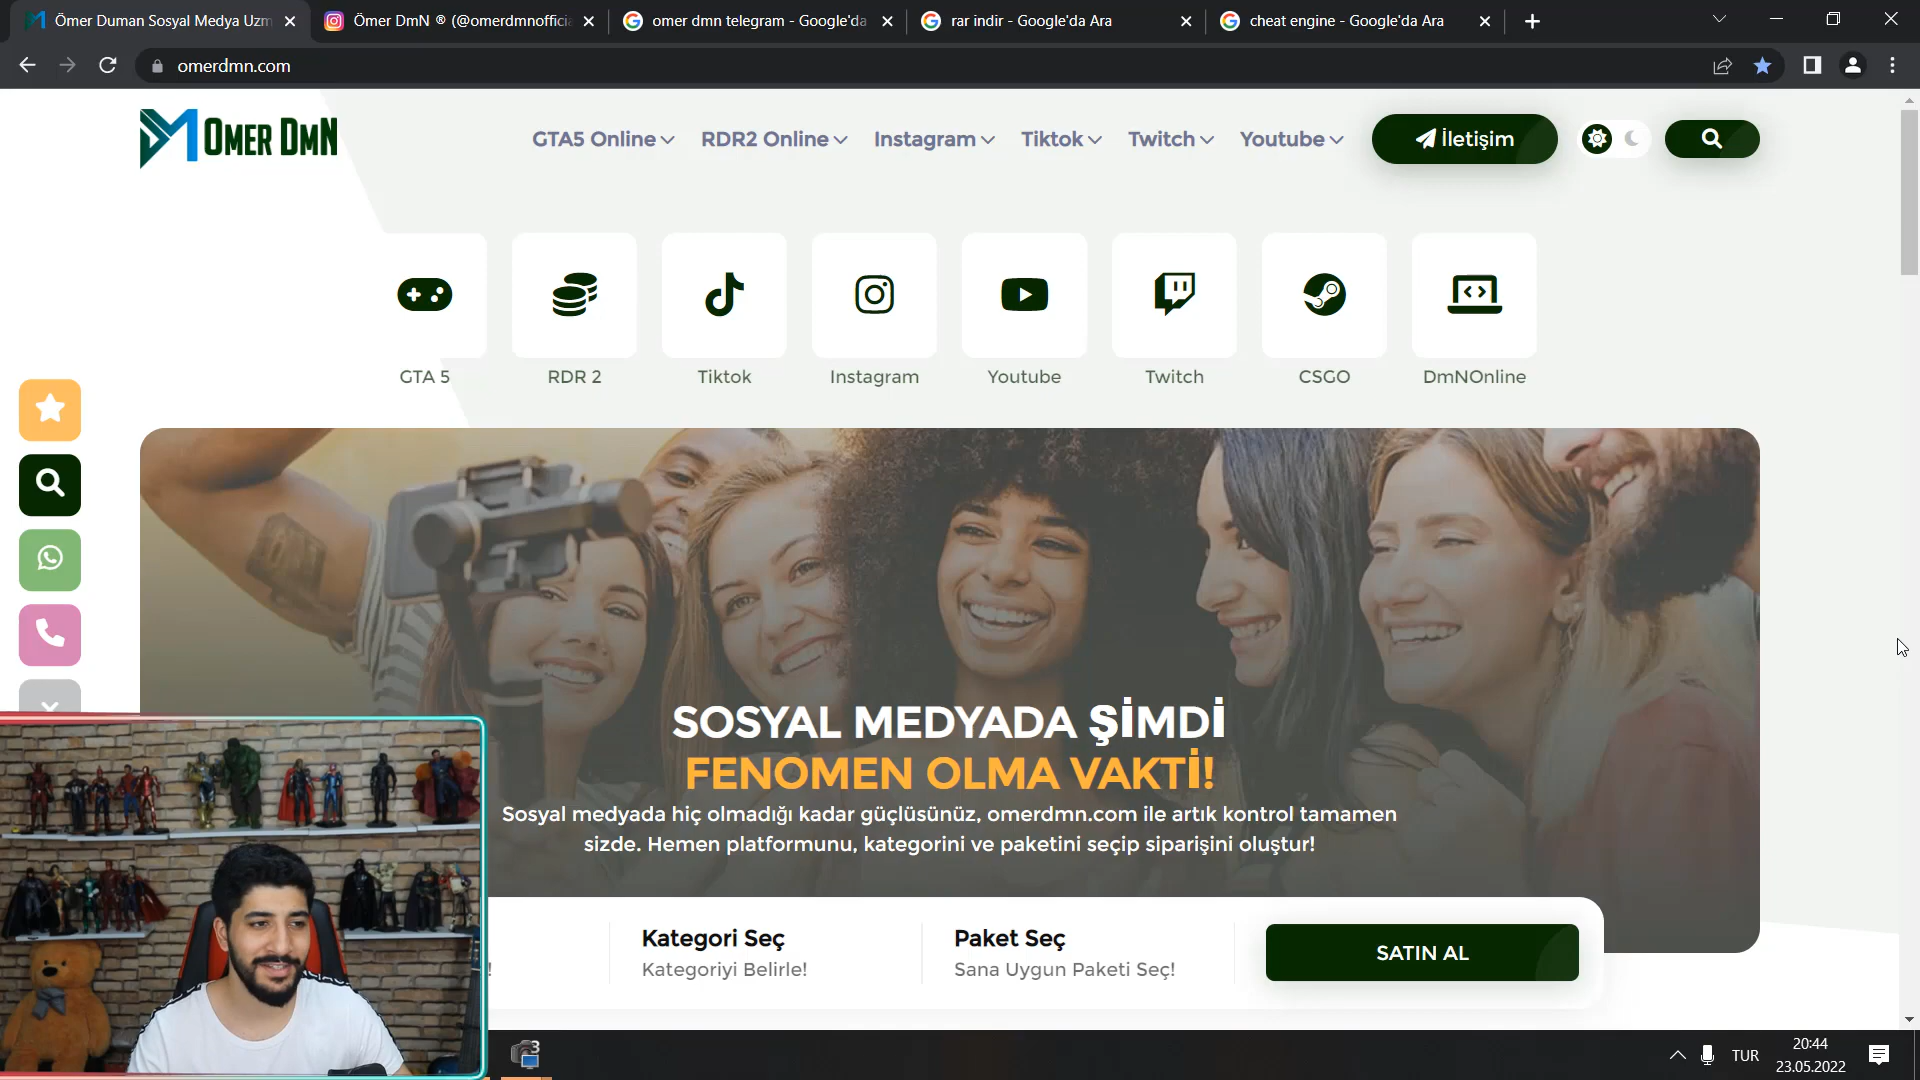 Ömer Duman Sosyal Medya Uzm
Ömer DmN ® (@omerdmnofficia
omer dmn telegram - Google'da
rar indir - Google'da Ara
cheat engine - Google'da Ara
omerdmn.com
OMER DMN
GTA5 Online
RDR2 Online
Instagram
Tiktok
Twitch
Youtube
İletişim
GTA 5
RDR 2
Tiktok
Instagram
Youtube
Twitch
CSGO
DmNOnline
SOSYAL MEDYADA ŞİMDİ
FENOMEN OLMA VAKTİ!
Sosyal medyada hiç olmadığı kadar güçlüsünüz, omerdmn.com ile artık kontrol tamamen
sizde. Hemen platformunu, kategorini ve paketini seçip siparişini oluştur!
Kategori Seç
Kategoriyi Belirle!
Paket Seç
Sana Uygun Paketi Seç!
SATIN AL
3
TUR
20:44
23.05.2022